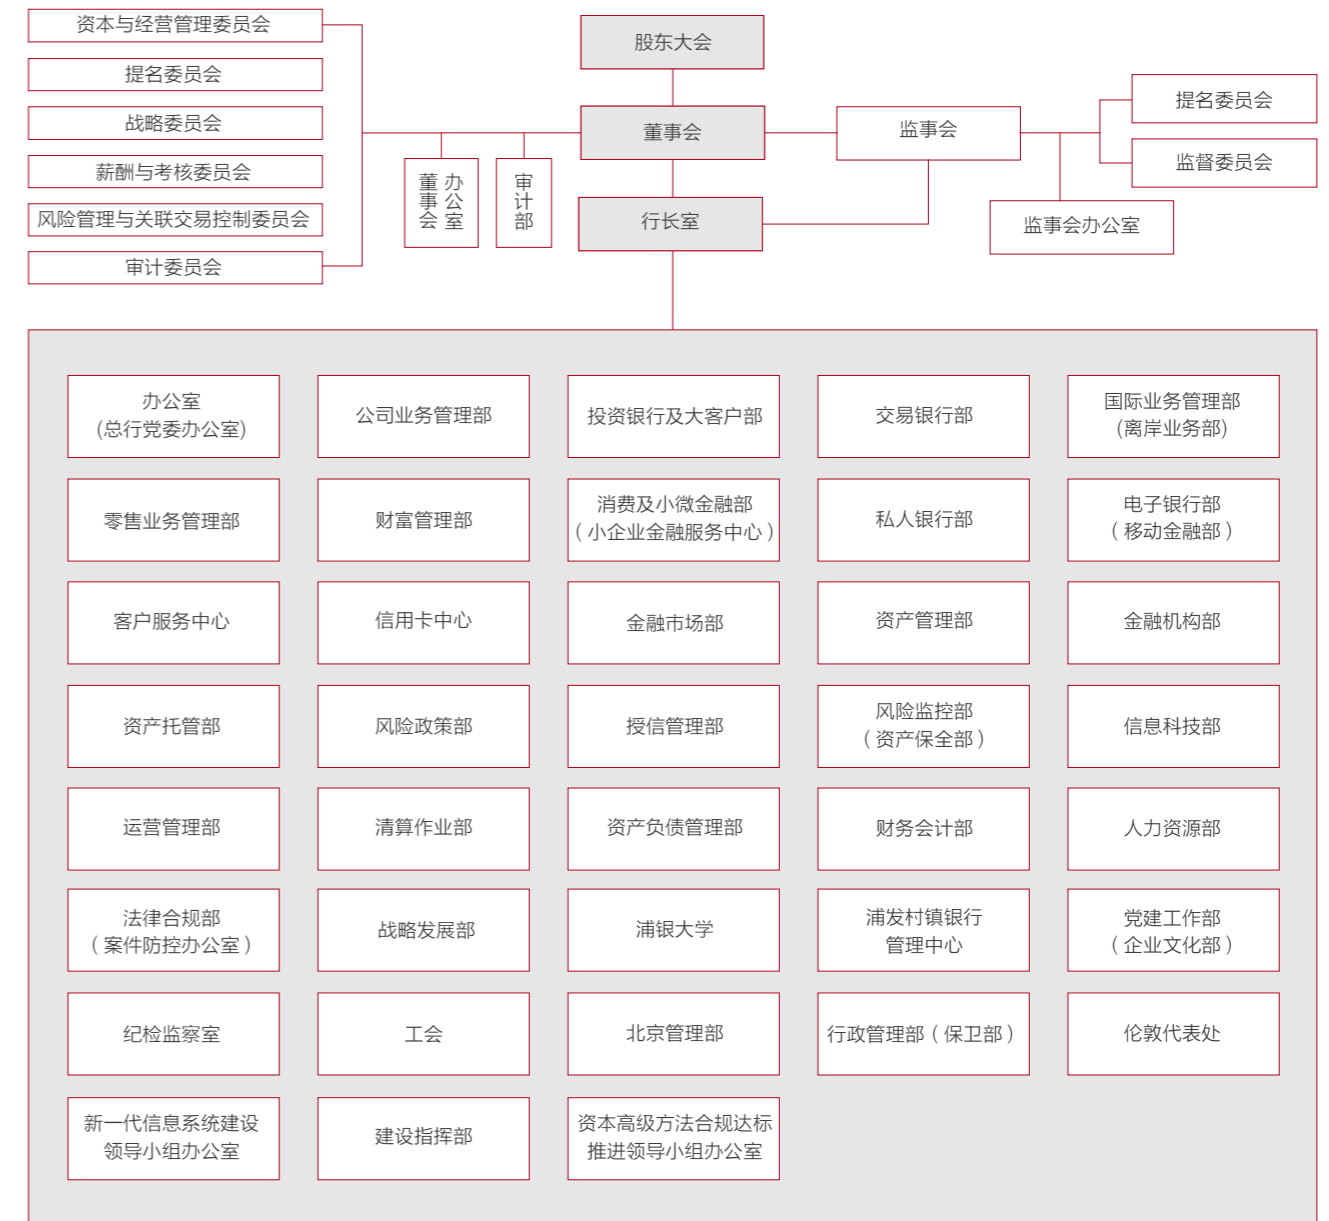 资本与经营管理委员会
提名委员会
战略委员会
薪酬与考核委员会
风险管理与关联交易控制委员会
审计委员会
股东大会
董事会
行长室
董事会
办公室
审计部
监事会
提名委员会
监督委员会
监事会办公室
办公室
(总行党委办公室)
公司业务管理部
投资银行及大客户部
交易银行部
国际业务管理部
(离岸业务部)
零售业务管理部
财富管理部
消费及小微金融部
（小企业金融服务中心）
私人银行部
电子银行部
（移动金融部）
客户服务中心
信用卡中心
金融市场部
资产管理部
金融机构部
资产托管部
风险政策部
授信管理部
风险监控部
（资产保全部）
信息科技部
运营管理部
清算作业部
资产负债管理部
财务会计部
人力资源部
法律合规部
（案件防控办公室）
战略发展部
浦银大学
浦发村镇银行
管理中心
党建工作部
（企业文化部）
纪检监察室
工会
北京管理部
行政管理部（保卫部）
伦敦代表处
新一代信息系统建设
领导小组办公室
建设指挥部
资本高级方法合规达标
推进领导小组办公室